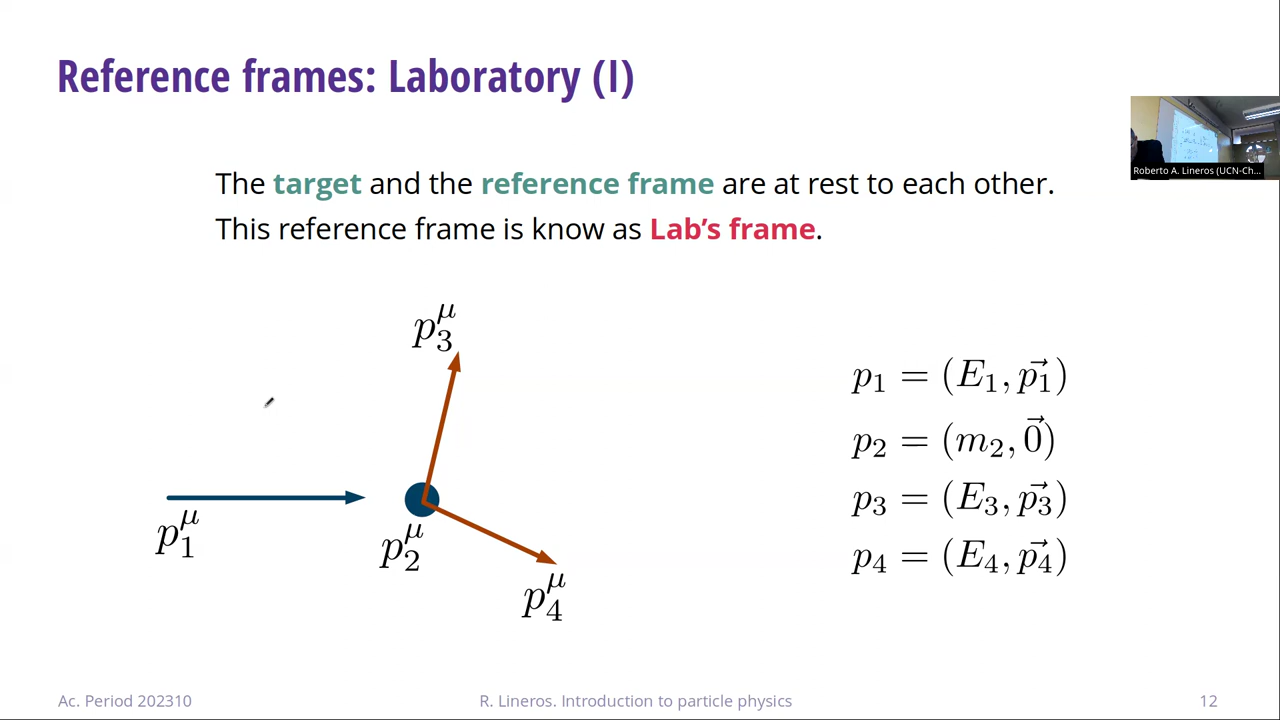 Reference frames: Laboratory (I)
Roberto A. Lineros (UCN-Ch...
The target and the reference frame are at rest to each other.
This reference frame is know as Lab's frame.
p_3^μ
p_1^μ
p_2^μ
p_4^μ
p_1 = (E_1, \vec{p_1})
p_2 = (m_2, \vec{0})
p_3 = (E_3, \vec{p_3})
p_4 = (E_4, \vec{p_4})
Ac. Period 202310
R. Lineros. Introduction to particle physics
12